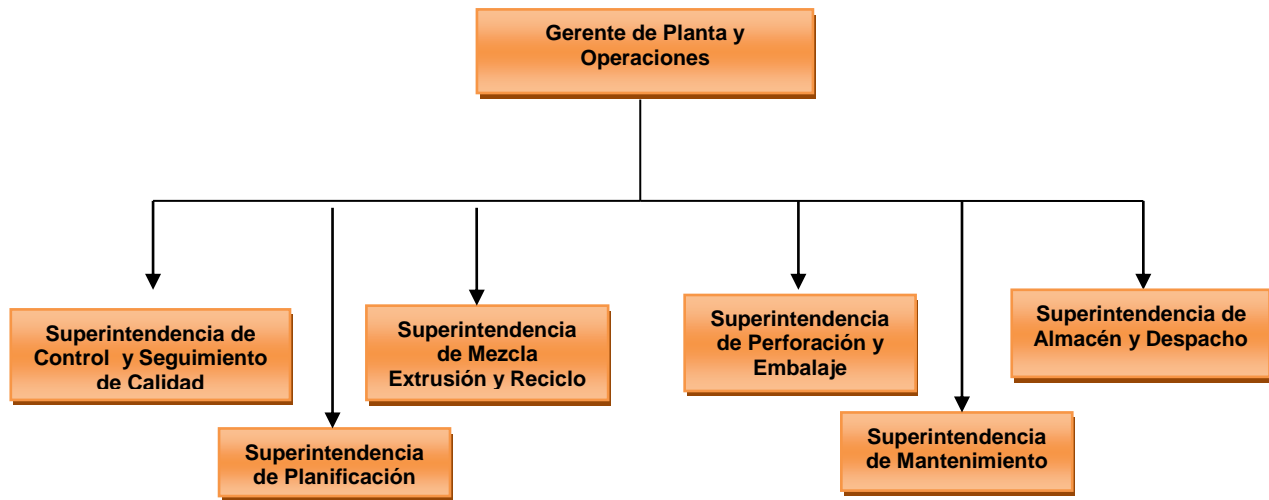 Gerente de Planta y
Operaciones
Superintendencia de
Control y Seguimiento
de Calidad
Superintendencia
de Planificación
Superintendencia
de Mezcla
Extrusión y Reciclo
Superintendencia
de Perforación y
Embalaje
Superintendencia
de Mantenimiento
Superintendencia de
Almacén y Despacho